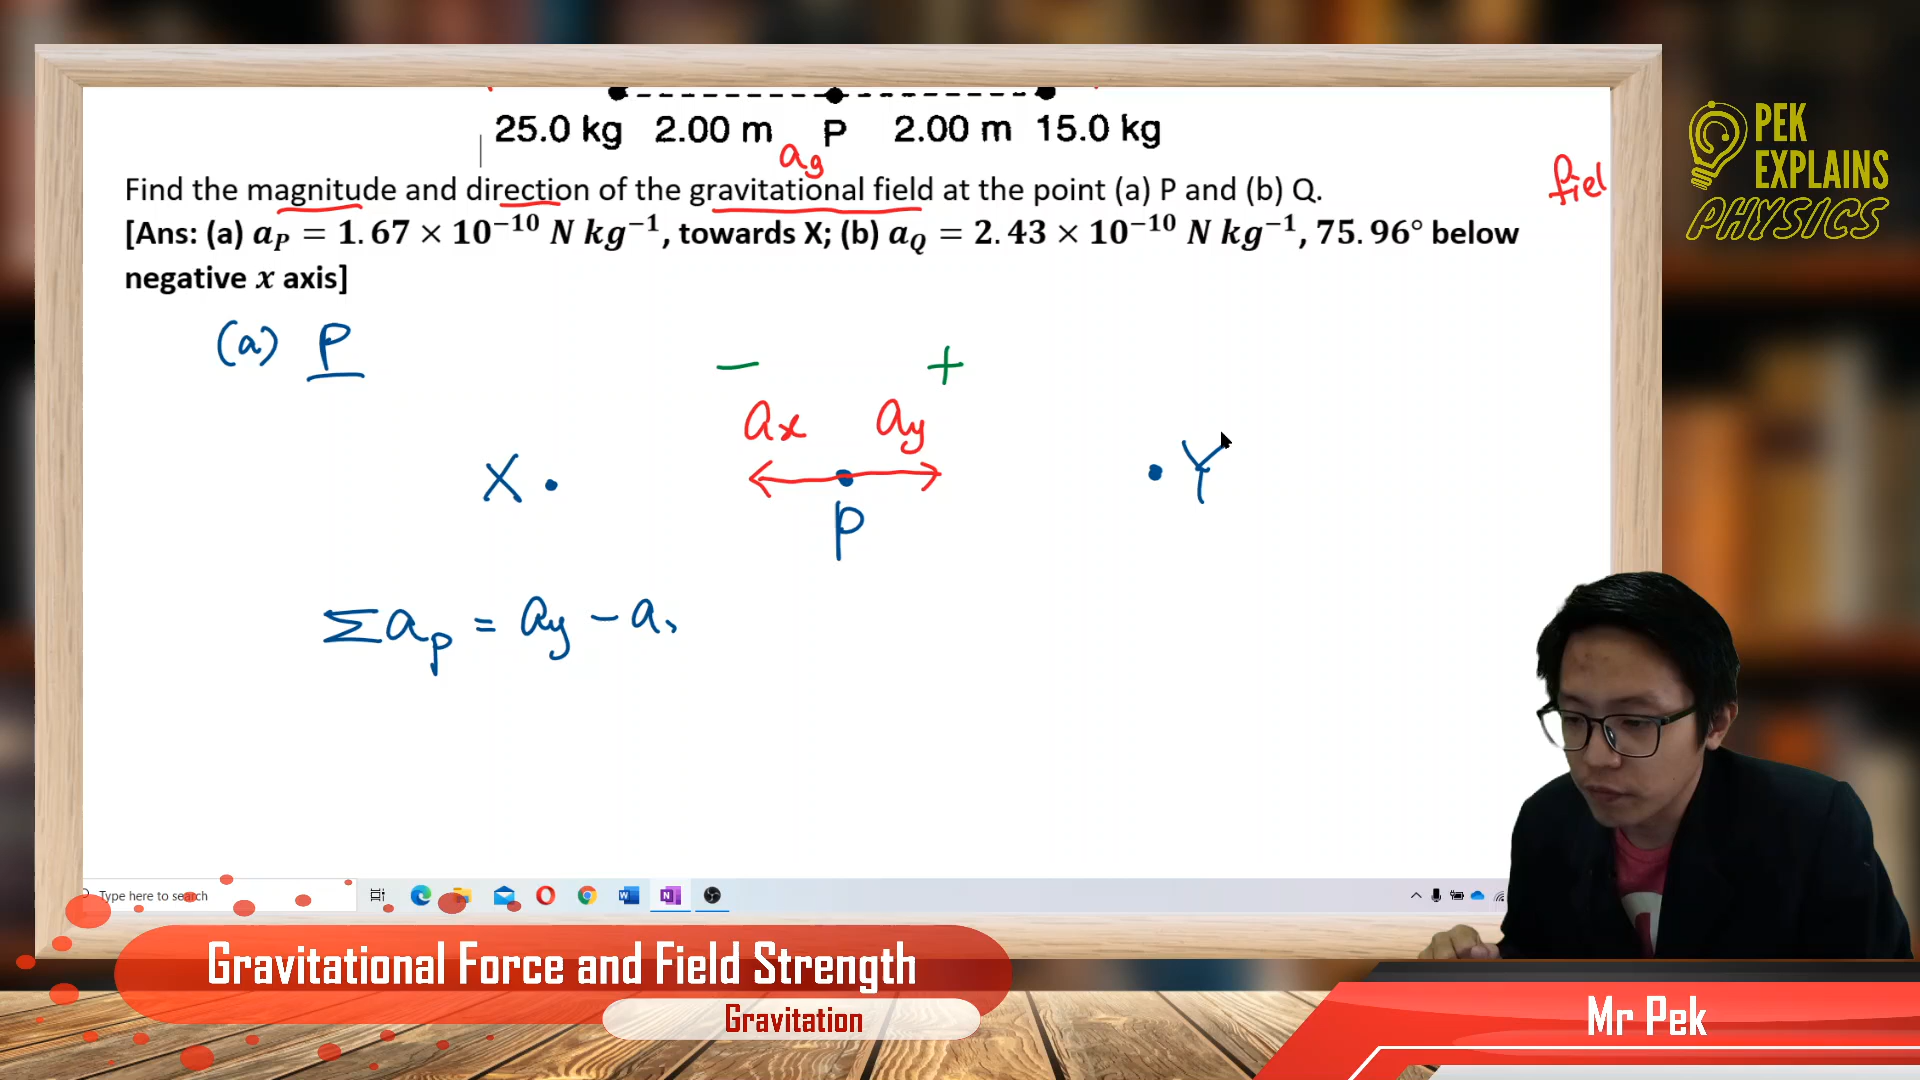 25.0 kg 2.00 m P 2.00 m 15.0 kg
ag
Find the magnitude and direction of the gravitational field at the point (a) P and (b) Q.
[Ans: (a) a_P = 1.67 × 10⁻¹⁰ N kg⁻¹, towards X; (b) a_Q = 2.43 × 10⁻¹⁰ N kg⁻¹, 75.96° below
negative x axis]
fiel
PEK
EXPLAINS
PHYSICS
(a) P
− +
ax ay
X Y
P
Σap = ay − a
Type here to search
Gravitational Force and Field Strength
Gravitation
Mr Pek